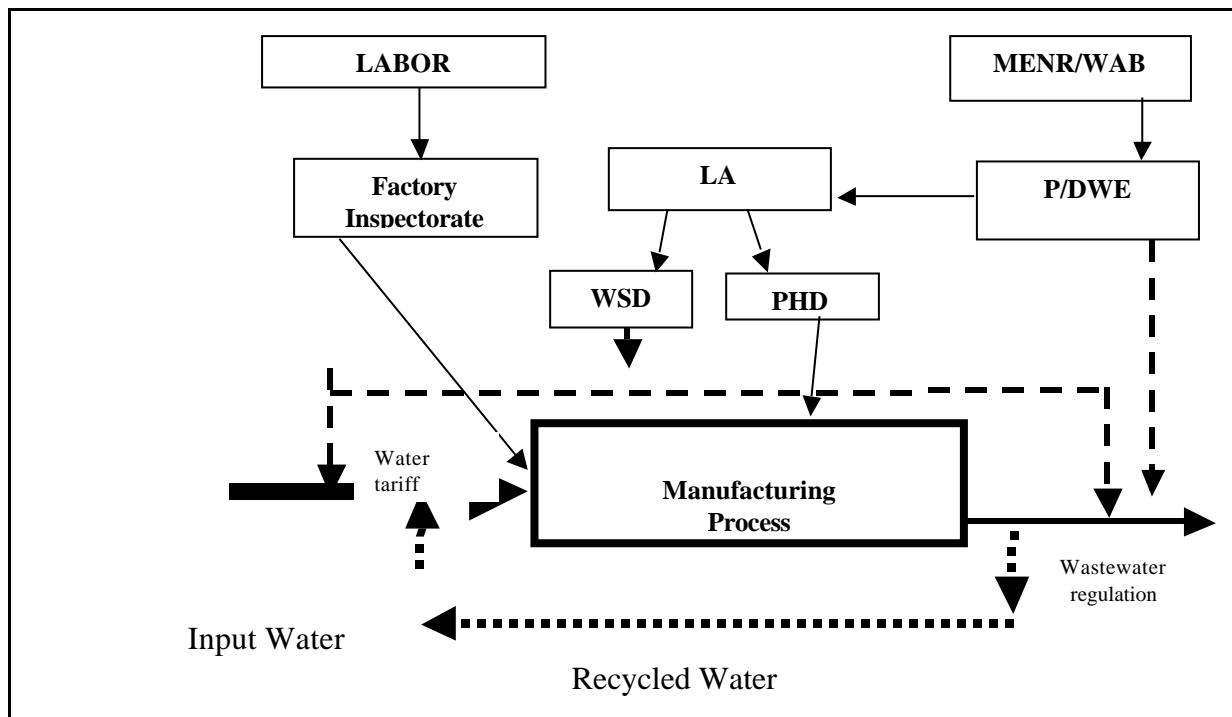 LABOR
MENR/WAB
Factory
Inspectorate
LA
P/DWE
WSD
PHD
Water
tariff
Manufacturing
Process
Wastewater
regulation
Input Water
Recycled Water